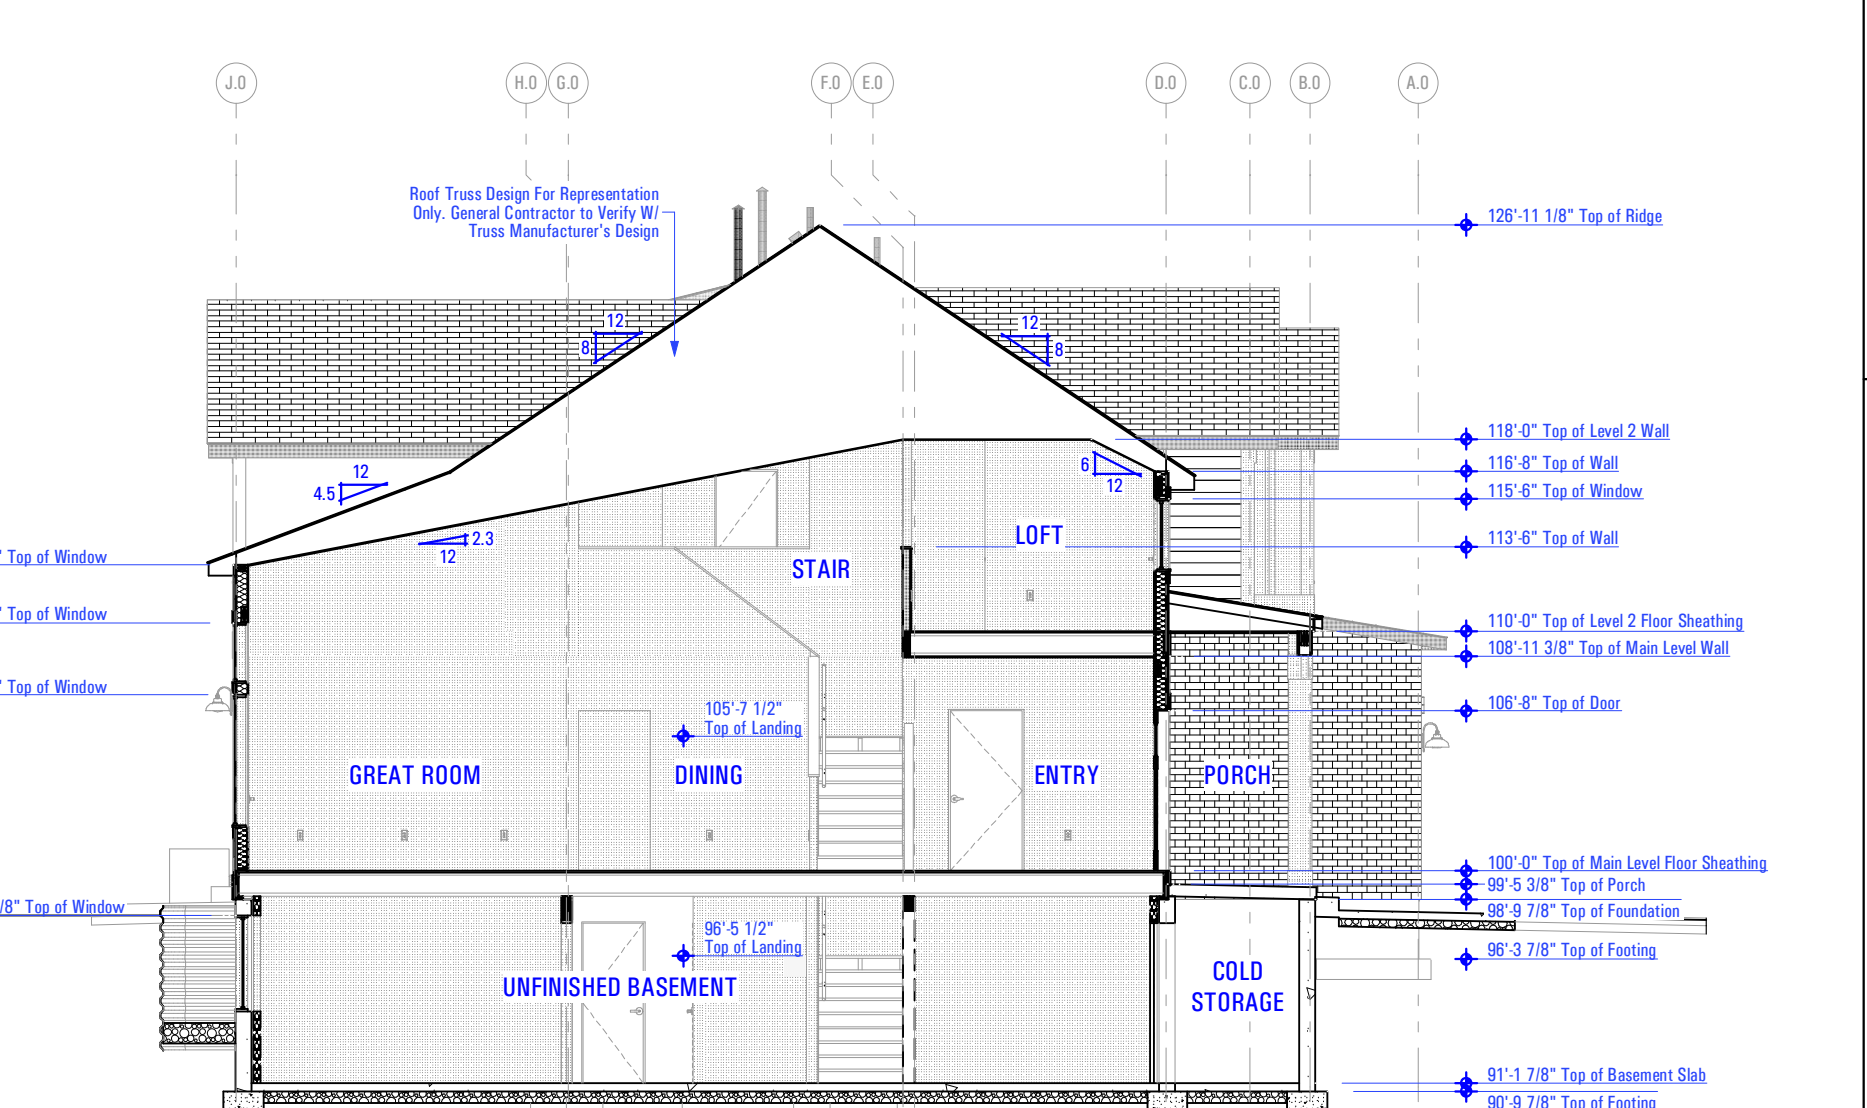 J.0 H.0 G.0 F.0 E.0 D.0 C.0 B.0 A.0
Roof Truss Design For Representation
Only. General Contractor to Verify W/
Truss Manufacturer's Design
126'-11 1/8" Top of Ridge
12
8
12
8
118'-0" Top of Level 2 Wall
116'-8" Top of Wall
115'-6" Top of Window
113'-6" Top of Wall
12
4.5
6
12
2.3
12
LOFT
STAIR
" Top of Window
" Top of Window
" Top of Window
110'-0" Top of Level 2 Floor Sheathing
108'-11 3/8" Top of Main Level Wall
106'-8" Top of Door
105'-7 1/2"
Top of Landing
GREAT ROOM
DINING
ENTRY
PORCH
100'-0" Top of Main Level Floor Sheathing
99'-5 3/8" Top of Porch
98'-9 7/8" Top of Foundation
/8" Top of Window
96'-5 1/2"
Top of Landing
96'-3 7/8" Top of Footing
UNFINISHED BASEMENT
COLD
STORAGE
91'-1 7/8" Top of Basement Slab
90'-9 7/8" Top of Footing